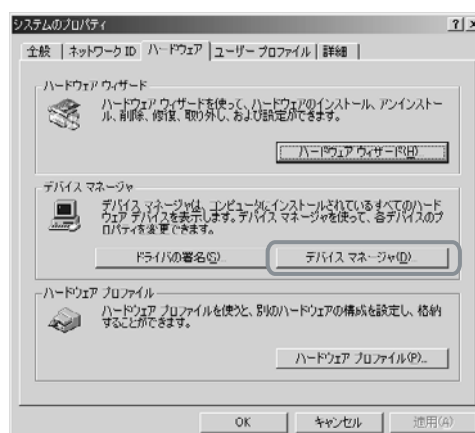 システムのプロパティ
全般 ネットワーク ID ハードウェア ユーザー プロファイル 詳細
ハードウェア ウィザード
ハードウェア ウィザードを使って、ハードウェアのインストール、アンインストー
ル、削除、修復、取り外し、および設定ができます。
ハードウェア ウィザード(H)...
デバイス マネージャ
デバイス マネージャは、コンピュータにインストールされているすべてのハード
ウェア デバイスを表示します。デバイス マネージャを使って、各デバイスのプ
ロパティを変更できます。
ドライバの署名(S)... デバイス マネージャ(D)...
ハードウェア プロファイル
ハードウェア プロファイルを使うと、別のハードウェアの構成を設定し、格納
することができます。
ハードウェア プロファイル(P)...
OK キャンセル 適用(A)